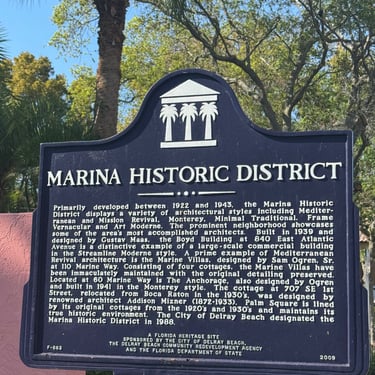 MARINA HISTORIC DISTRICT
Primarily developed between 1922 and 1943, the Marina Historic
District displays a variety of architectural styles including Mediter-
ranean and Mission Revival, Monterey, Minimal Traditional, Frame
Vernacular and Art Moderne. The prominent neighborhood showcases
some of the area's most accomplished architects. Built in 1939 and
designed by Gustav Maas, the Boyd Building at 840 East Atlantic
Avenue is a distinctive example of a large-scale commercial building
in the Streamline Moderne style. A prime example of Mediterranean
Revival architecture is the Marine Villas, designed by Sam Ogren, Sr.
at 110 Marine Way. Consisting of four cottages, the Marine Villas have
been immaculately maintained with the original detailing preserved.
Located at 60 Marine Way is The Anchorage, also designed by Ogren
and built in 1941 in the Monterey style. The cottage at 707 SE 1st
Street, relocated from Boca Raton in the 1930's, was designed by
renowned architect Addison Mizner (1872-1933). Palm Square is lined
by its original cottages from the 1920's and 1930's and maintains its
true historic environment. The City of Delray Beach designated the
Marina Historic District in 1988.
A FLORIDA HERITAGE SITE
SPONSORED BY THE CITY OF DELRAY BEACH,
THE DELRAY BEACH COMMUNITY REDEVELOPMENT AGENCY
AND THE FLORIDA DEPARTMENT OF STATE
2009